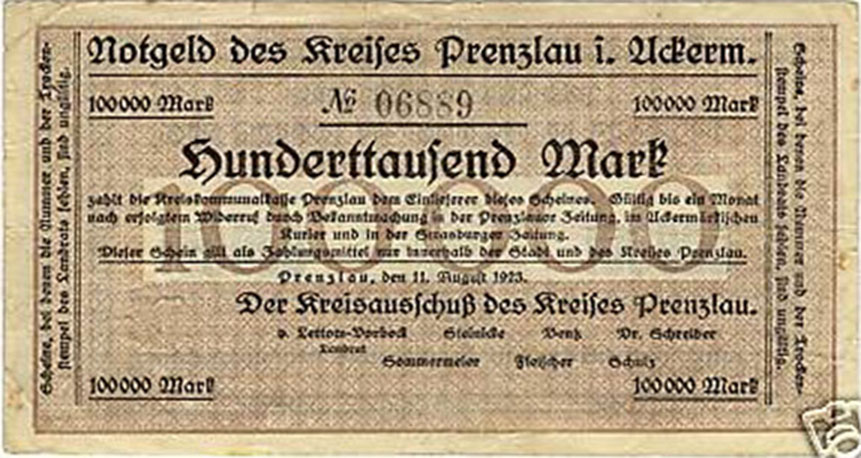 Notgeld des Kreises Prenzlau i. Uckerm.
100000 Mark
№ 06889
100000 Mark
Hunderttausend Mark
zahlt die Kreiskommunalkasse Prenzlau dem Einlieferer dieses Scheines. Gültig bis ein Monat
nach erfolgtem Widerruf durch Bekanntmachung in der Prenzlauer Zeitung, im Uckermärkischen
Kurier und in der Strasburger Zeitung.
Dieser Schein gilt als Zahlungsmittel nur innerhalb der Stadt und des Kreises Prenzlau.
Prenzlau, den 11. August 1923.
Der Kreisausschuß des Kreises Prenzlau.
v. Lettow-Vorbeck Steinicke Bentz Dr. Schreiber
Landrat
Sommermeier Fleischer Schulz
100000 Mark
100000 Mark
100000
Scheine, bei denen die Nummer und der Trocken-
stempel des Landrats fehlen, sind ungültig.
Scheine, bei denen die Nummer und der Trocken-
stempel des Landrats fehlen, sind ungültig.